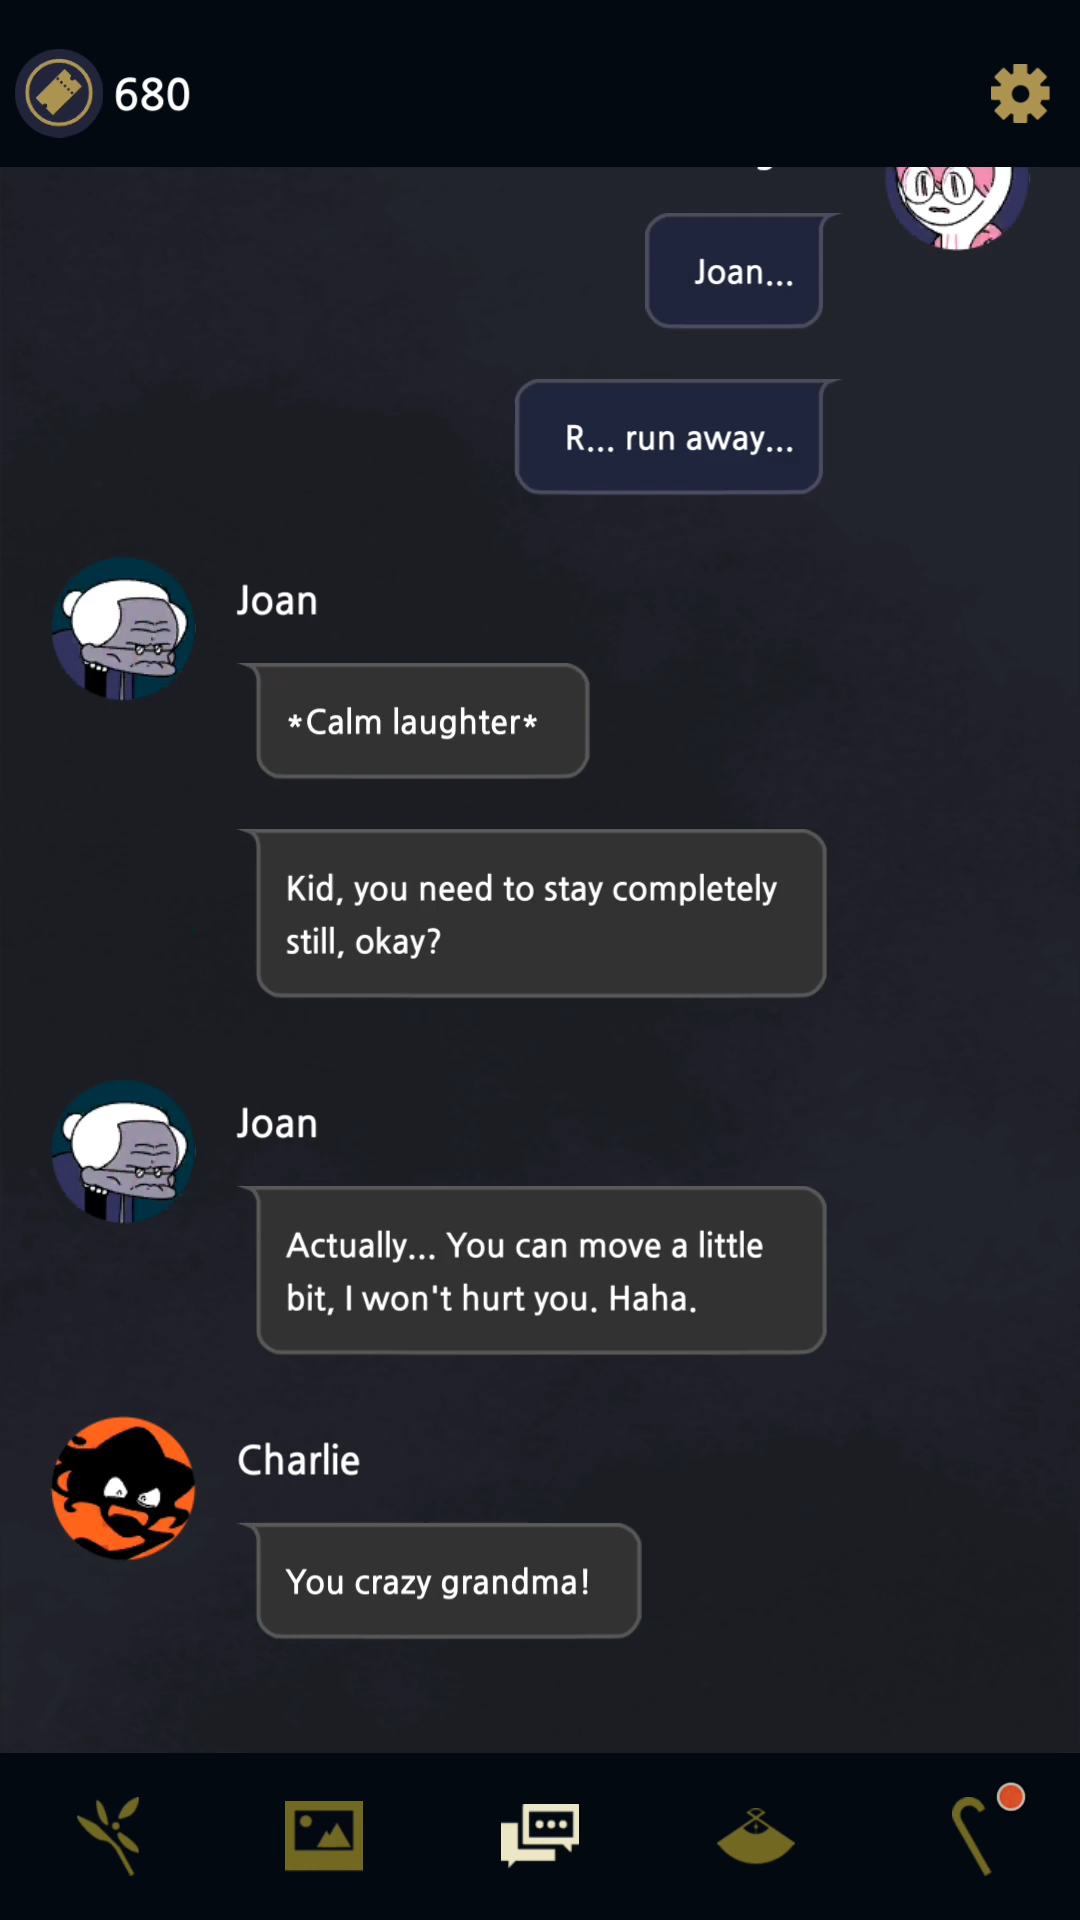 680
Joan...
R... run away...
Joan
*Calm laughter*
Kid, you need to stay completely
still, okay?
Joan
Actually... You can move a little
bit, I won't hurt you. Haha.
Charlie
You crazy grandma!